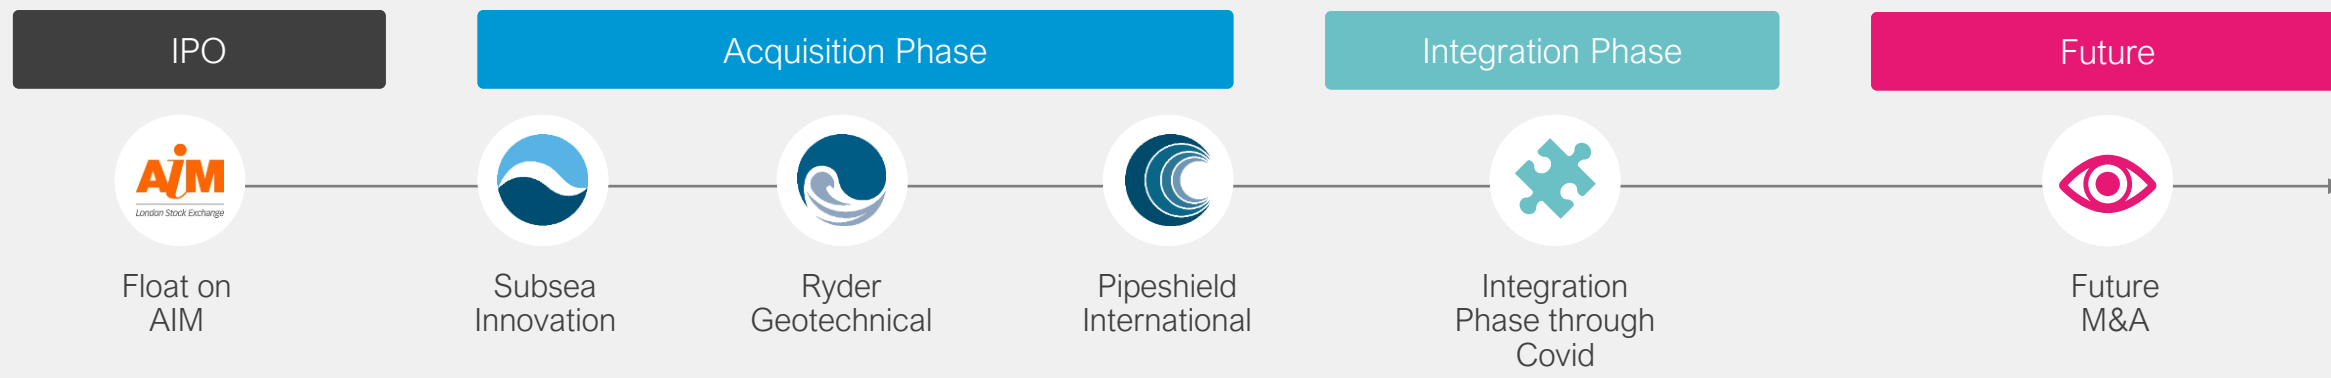 IPO
Acquisition Phase
Integration Phase
Future
AiM
London Stock Exchange
Float on
AIM
Subsea
Innovation
Ryder
Geotechnical
Pipeshield
International
Integration
Phase through
Covid
Future
M&A